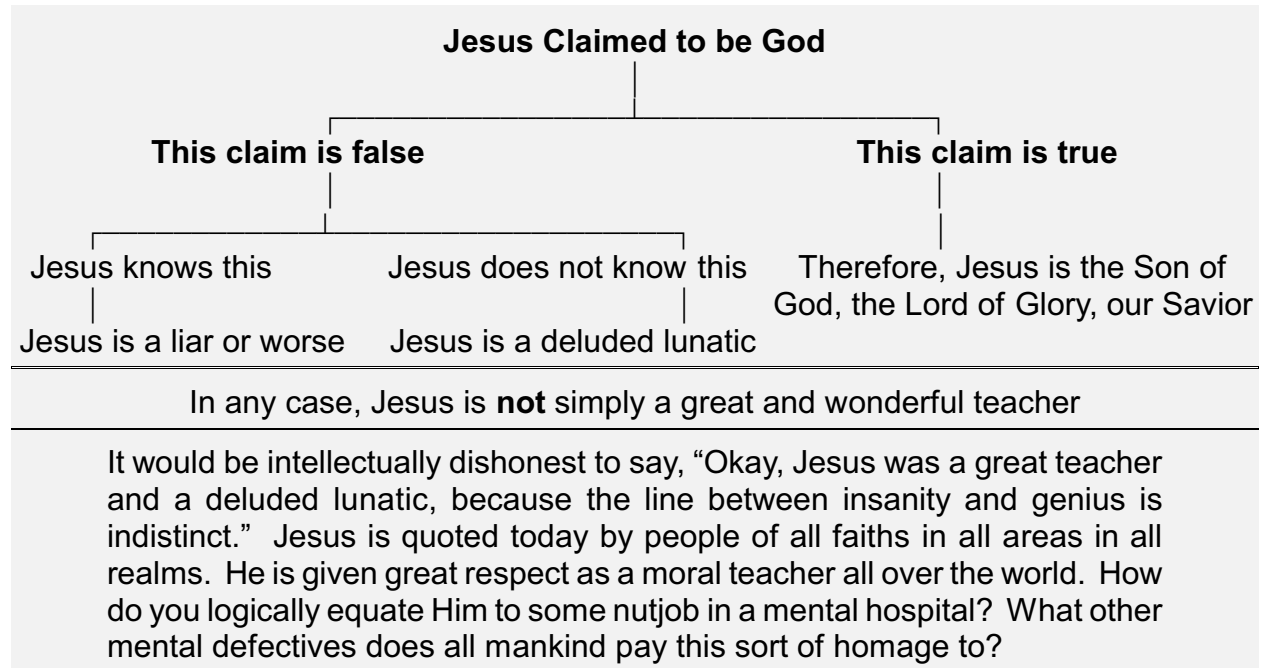 Jesus Claimed to be God
This claim is false This claim is true
Jesus knows this Jesus does not know this Therefore, Jesus is the Son of
God, the Lord of Glory, our Savior
Jesus is a liar or worse Jesus is a deluded lunatic
In any case, Jesus is not simply a great and wonderful teacher
It would be intellectually dishonest to say, “Okay, Jesus was a great teacher
and a deluded lunatic, because the line between insanity and genius is
indistinct.” Jesus is quoted today by people of all faiths in all areas in all
realms. He is given great respect as a moral teacher all over the world. How
do you logically equate Him to some nutjob in a mental hospital? What other
mental defectives does all mankind pay this sort of homage to?